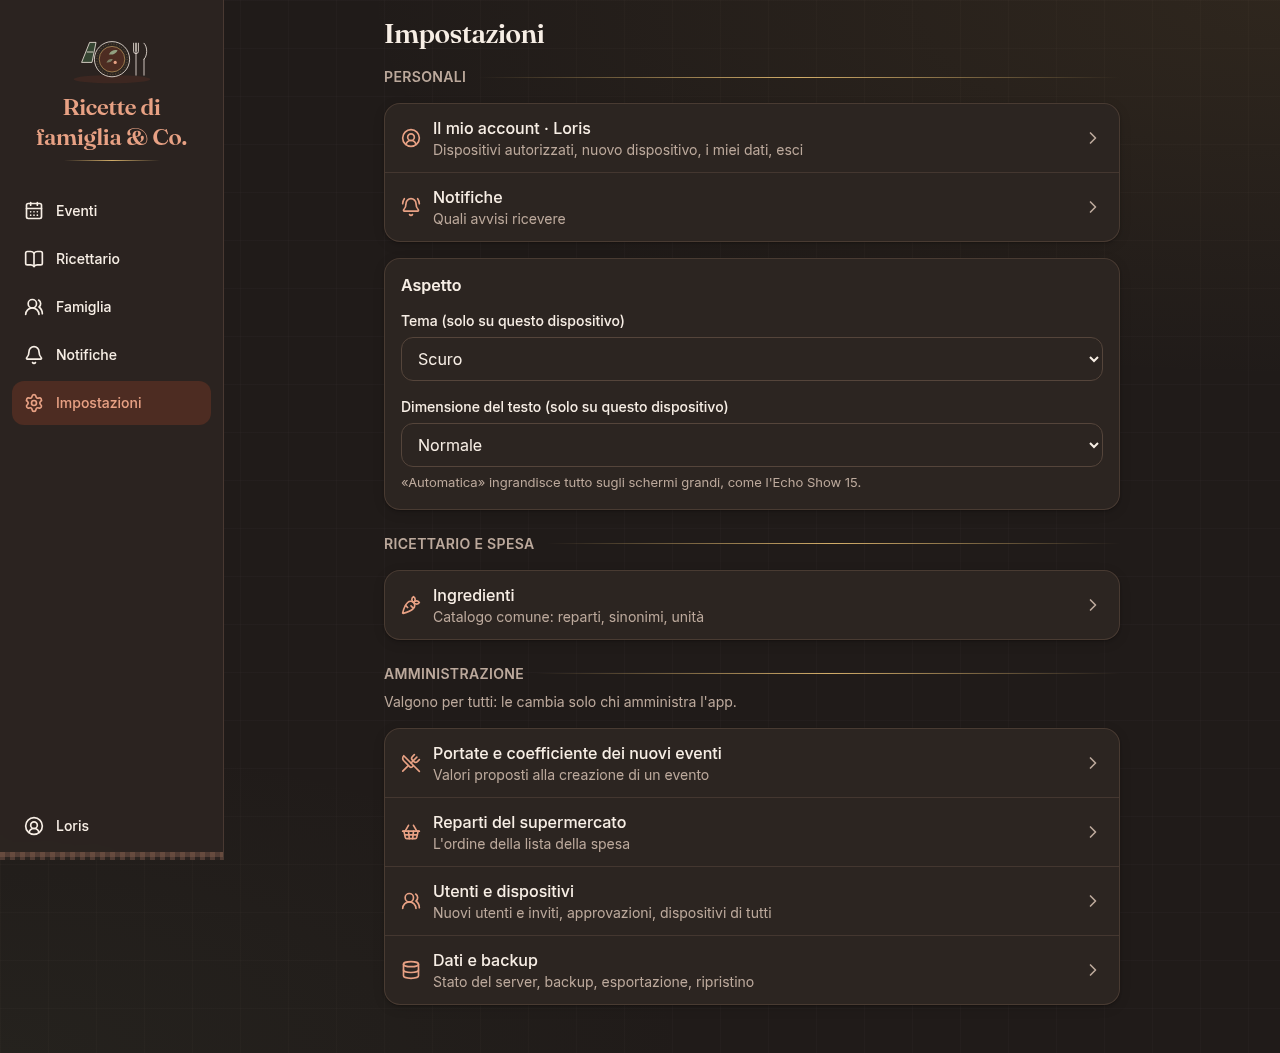 Ricette di
famiglia & Co.
Eventi
Ricettario
Famiglia
Notifiche
Impostazioni
Loris
Impostazioni
PERSONALI
Il mio account · Loris
Dispositivi autorizzati, nuovo dispositivo, i miei dati, esci
Notifiche
Quali avvisi ricevere
Aspetto
Tema (solo su questo dispositivo)
Scuro
Dimensione del testo (solo su questo dispositivo)
Normale
«Automatica» ingrandisce tutto sugli schermi grandi, come l'Echo Show 15.
RICETTARIO E SPESA
Ingredienti
Catalogo comune: reparti, sinonimi, unità
AMMINISTRAZIONE
Valgono per tutti: le cambia solo chi amministra l'app.
Portate e coefficiente dei nuovi eventi
Valori proposti alla creazione di un evento
Reparti del supermercato
L'ordine della lista della spesa
Utenti e dispositivi
Nuovi utenti e inviti, approvazioni, dispositivi di tutti
Dati e backup
Stato del server, backup, esportazione, ripristino